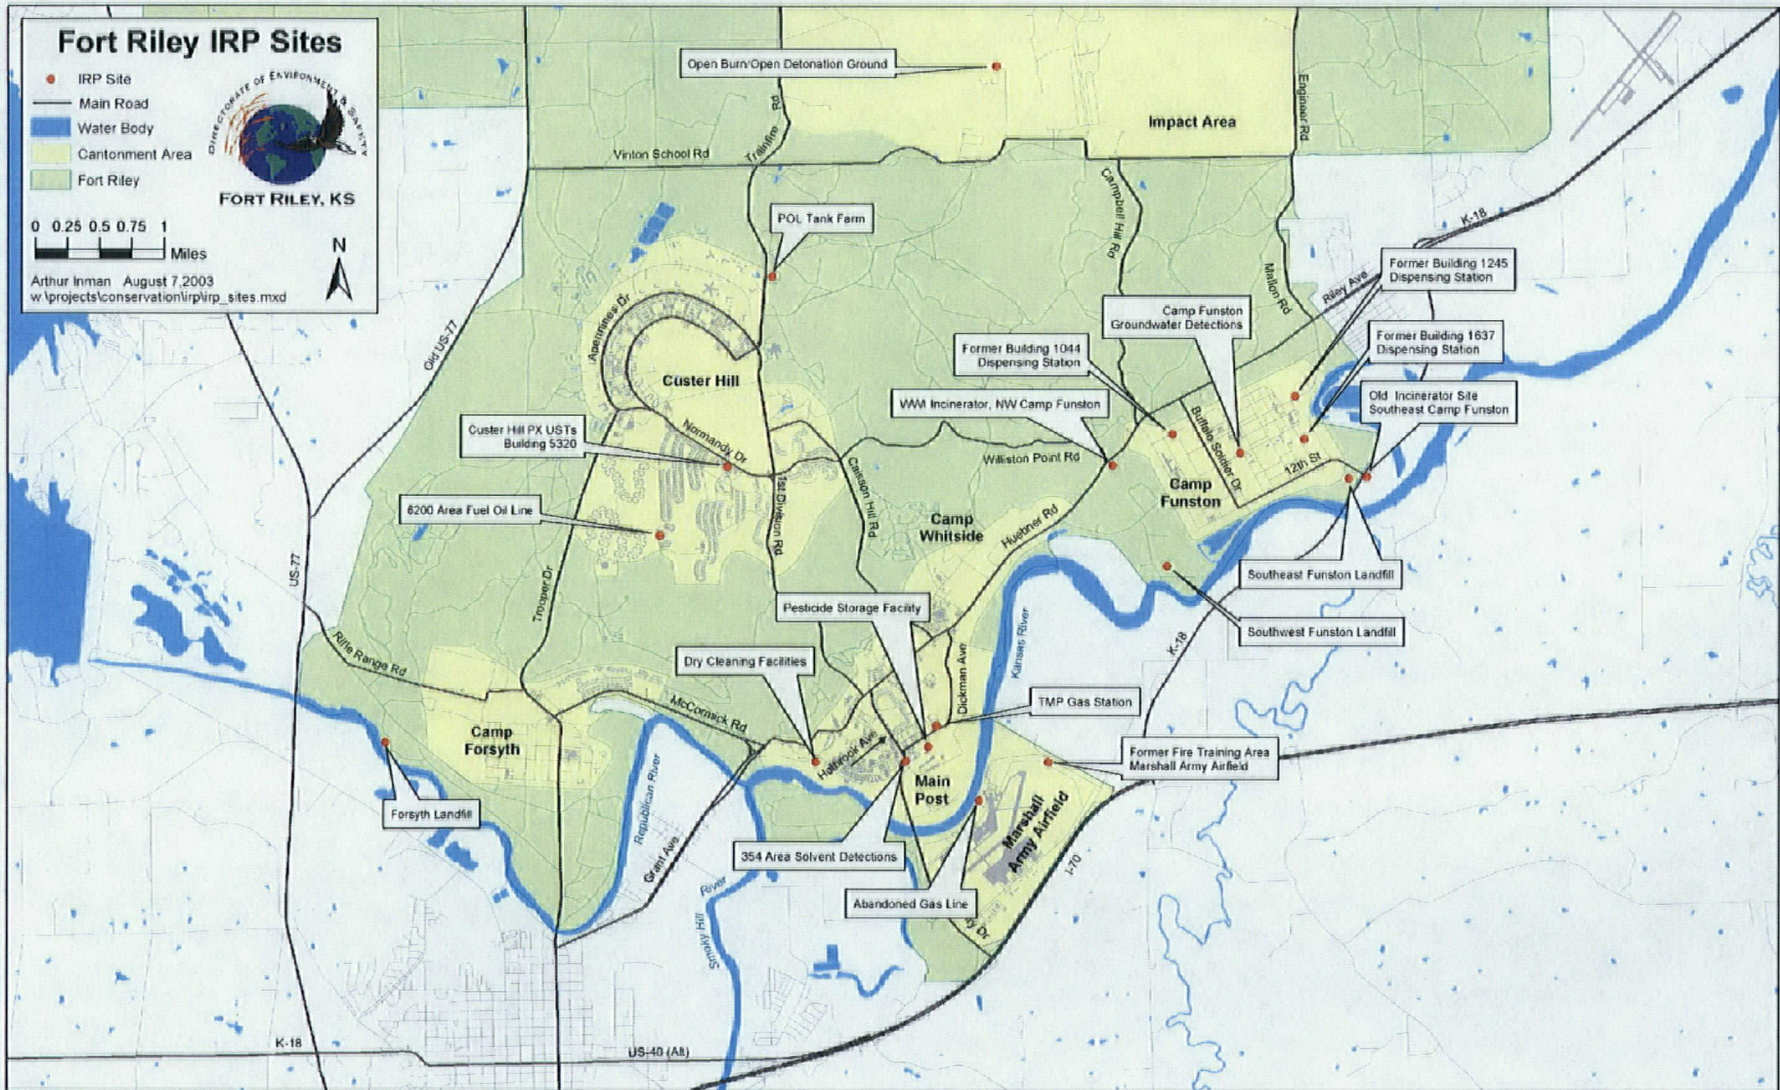 Fort Riley IRP Sites
IRP Site
Main Road
Water Body
Cantonment Area
Fort Riley
DIRECTORATE OF ENVIRONMENT & SAFETY
FORT RILEY, KS
0 0.25 0.5 0.75 1
Miles
N
Arthur Inman August 7,2003
w:\projects\conservation\irp\irp_sites.mxd
Open Burn/Open Detonation Ground
Impact Area
Engineer Rd
Trainfire Rd
Vinton School Rd
Campbell Hill Rd
K-18
POL Tank Farm
Old US-77
Apennines Dr
Mallon Rd
Riley Ave
Former Building 1245
Dispensing Station
Camp Funston
Groundwater Detections
Former Building 1637
Dispensing Station
Former Building 1044
Dispensing Station
Custer Hill
WWI Incinerator, NW Camp Funston
Old Incinerator Site
Southeast Camp Funston
Custer Hill PX USTs
Building 5320
Normandy Dr
Williston Point Rd
Buffalo Soldier Dr
12th St
Camp
Funston
6200 Area Fuel Oil Line
1st Division Rd
Caisson Hill Rd
Camp
Whitside
Huebner Rd
US-77
Trooper Dr
Southeast Funston Landfill
Pesticide Storage Facility
Southwest Funston Landfill
Kansas River
K-18
Rifle Range Rd
Dry Cleaning Facilities
Dickman Ave
McCormick Rd
TMP Gas Station
Camp
Forsyth
Holbrook Ave
Former Fire Training Area
Marshall Army Airfield
Republican River
Main
Post
Marshall
Army Airfield
Forsyth Landfill
Grant Ave
354 Area Solvent Detections
I-70
Abandoned Gas Line
Smoky Hill River
Dr
K-18
US-40 (Alt)